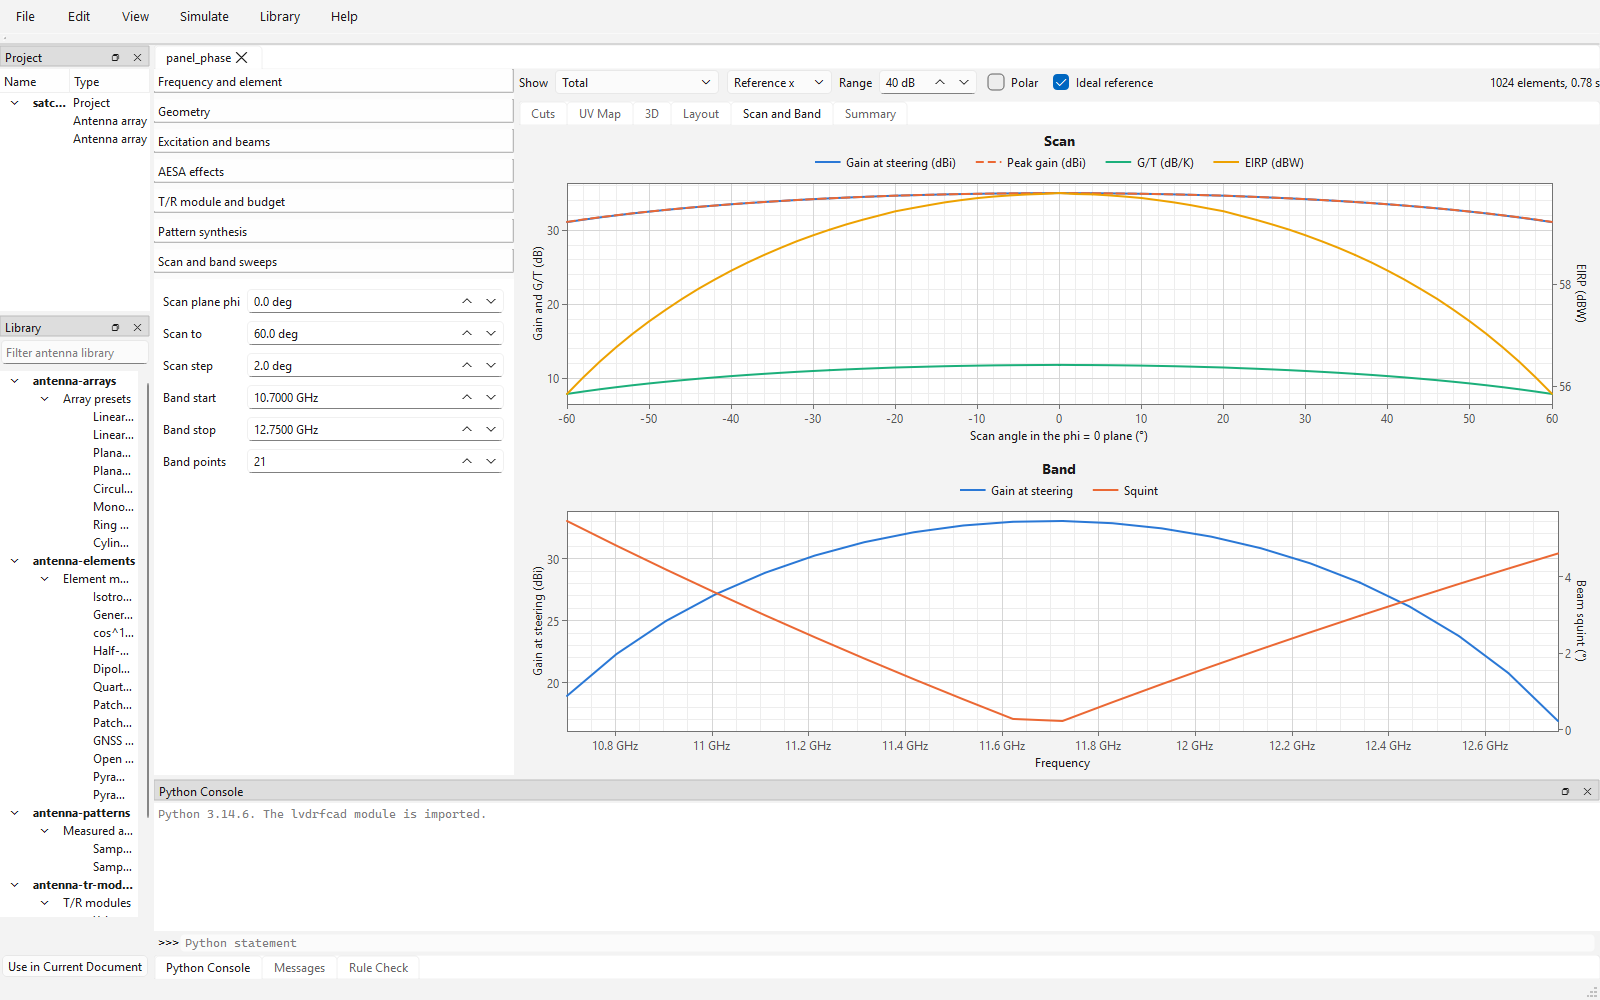 File Edit View Simulate Library Help
Project
Name Type
satc... Project
Antenna array
Antenna array
Library
Filter antenna library
antenna-arrays
Array presets
Linear...
Linear...
Plana...
Plana...
Circul...
Mono...
Ring ...
Cylin...
antenna-elements
Element m...
Isotro...
Gener...
cos^1...
Half-...
Dipol...
Quart...
Patch...
Patch...
GNSS ...
Open ...
Pyra...
Pyra...
antenna-patterns
Measured a...
Samp...
Samp...
antenna-tr-mod...
T/R modules
Use in Current Document
panel_phase
Frequency and element
Geometry
Excitation and beams
AESA effects
T/R module and budget
Pattern synthesis
Scan and band sweeps
Scan plane phi 0.0 deg
Scan to 60.0 deg
Scan step 2.0 deg
Band start 10.7000 GHz
Band stop 12.7500 GHz
Band points 21
Show Total Reference x Range 40 dB Polar Ideal reference 1024 elements, 0.78 s
Cuts UV Map 3D Layout Scan and Band Summary
Scan
Gain at steering (dBi) Peak gain (dBi) G/T (dB/K) EIRP (dBW)
Gain and G/T (dB)
30
20
10
EIRP (dBW)
58
56
-60 -50 -40 -30 -20 -10 0 10 20 30 40 50 60
Scan angle in the phi = 0 plane (°)
Band
Gain at steering Squint
Gain at steering (dBi)
30
25
20
Beam squint (°)
4
2
0
10.8 GHz 11 GHz 11.2 GHz 11.4 GHz 11.6 GHz 11.8 GHz 12 GHz 12.2 GHz 12.4 GHz 12.6 GHz
Frequency
Python Console
Python 3.14.6. The lvdrfcad module is imported.
>>> Python statement
Python Console Messages Rule Check